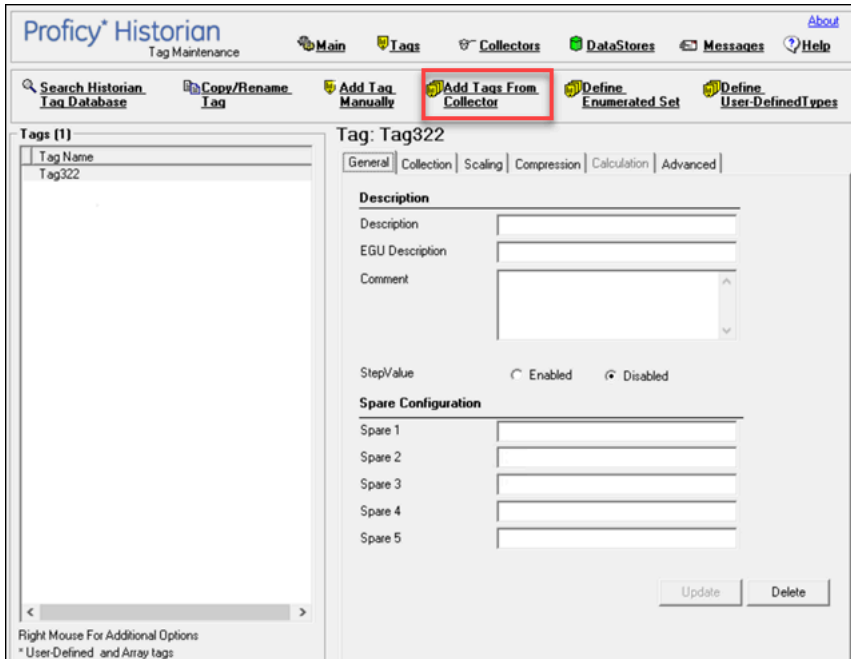 About
Proficy* Historian
Tag Maintenance
Main
Tags
Collectors
DataStores
Messages
Help
Search Historian
Tag Database
Copy/Rename
Tag
Add Tag
Manually
Add Tags From
Collector
Define
Enumerated Set
Define
User-DefinedTypes
Tags (1)
Tag Name
Tag322
Right Mouse For Additional Options
* User-Defined and Array tags
Tag: Tag322
General
Collection
Scaling
Compression
Calculation
Advanced
Description
Description
EGU Description
Comment
StepValue
Enabled
Disabled
Spare Configuration
Spare 1
Spare 2
Spare 3
Spare 4
Spare 5
Update
Delete